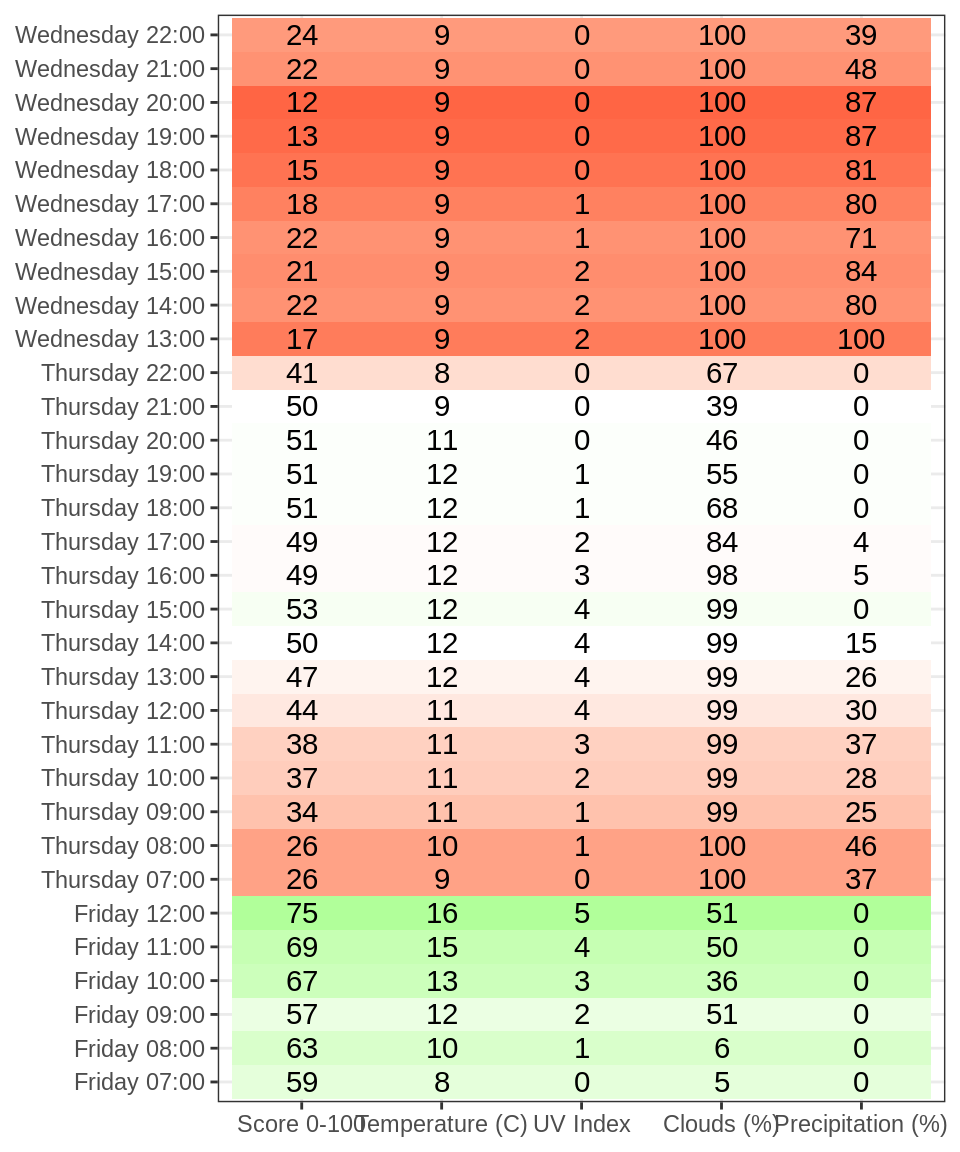 Wednesday 22:00 24 9 0 100 39
Wednesday 21:00 22 9 0 100 48
Wednesday 20:00 12 9 0 100 87
Wednesday 19:00 13 9 0 100 87
Wednesday 18:00 15 9 0 100 81
Wednesday 17:00 18 9 1 100 80
Wednesday 16:00 22 9 1 100 71
Wednesday 15:00 21 9 2 100 84
Wednesday 14:00 22 9 2 100 80
Wednesday 13:00 17 9 2 100 100
Thursday 22:00 41 8 0 67 0
Thursday 21:00 50 9 0 39 0
Thursday 20:00 51 11 0 46 0
Thursday 19:00 51 12 1 55 0
Thursday 18:00 51 12 1 68 0
Thursday 17:00 49 12 2 84 4
Thursday 16:00 49 12 3 98 5
Thursday 15:00 53 12 4 99 0
Thursday 14:00 50 12 4 99 15
Thursday 13:00 47 12 4 99 26
Thursday 12:00 44 11 4 99 30
Thursday 11:00 38 11 3 99 37
Thursday 10:00 37 11 2 99 28
Thursday 09:00 34 11 1 99 25
Thursday 08:00 26 10 1 100 46
Thursday 07:00 26 9 0 100 37
Friday 12:00 75 16 5 51 0
Friday 11:00 69 15 4 50 0
Friday 10:00 67 13 3 36 0
Friday 09:00 57 12 2 51 0
Friday 08:00 63 10 1 6 0
Friday 07:00 59 8 0 5 0
Score 0-100 Temperature (C) UV Index Clouds (%) Precipitation (%)